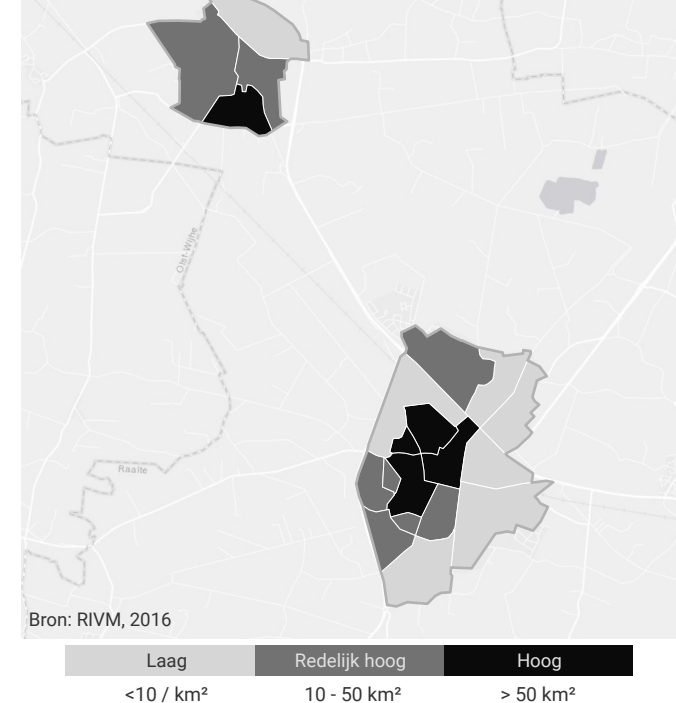 Olst-Wijhe
Raalte
Bron: RIVM, 2016
Laag Redelijk hoog Hoog
<10 / km² 10 - 50 km² > 50 km²